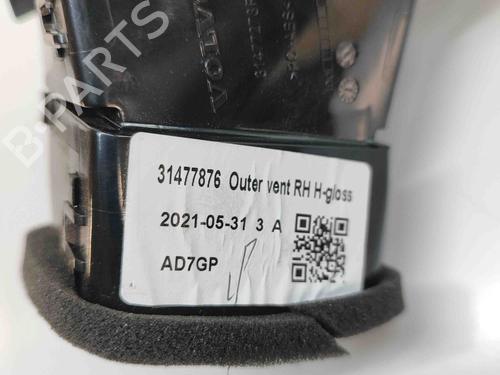 VOLVO
B-PARTS
31477876 Outer vent RH H-gloss
2021-05-31 3 A
AD7GP